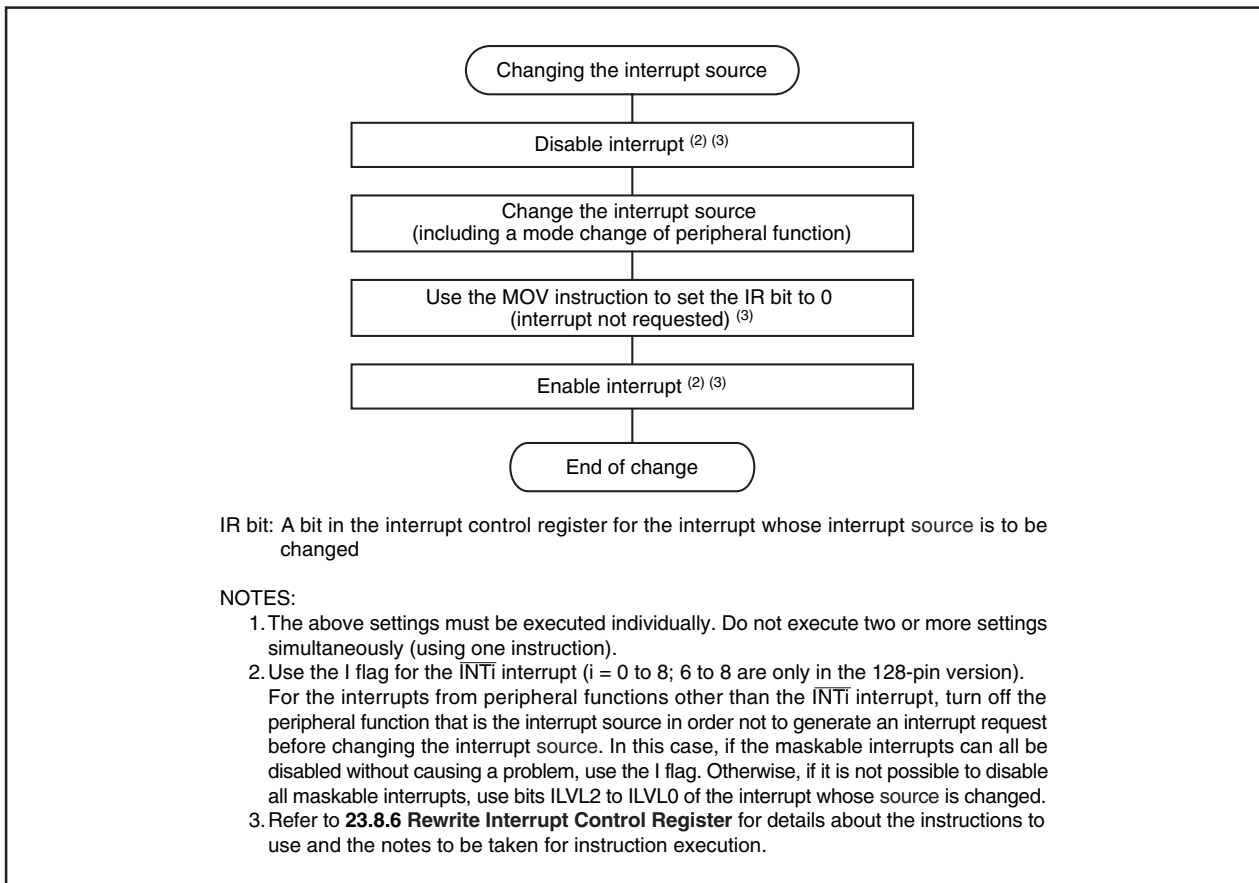 Changing the interrupt source
Disable interrupt (2) (3)
Change the interrupt source
(including a mode change of peripheral function)
Use the MOV instruction to set the IR bit to 0
(interrupt not requested) (3)
Enable interrupt (2) (3)
End of change
IR bit: A bit in the interrupt control register for the interrupt whose interrupt source is to be
changed
NOTES:
1. The above settings must be executed individually. Do not execute two or more settings
simultaneously (using one instruction).
2. Use the I flag for the INTi interrupt (i = 0 to 8; 6 to 8 are only in the 128-pin version).
For the interrupts from peripheral functions other than the INTi interrupt, turn off the
peripheral function that is the interrupt source in order not to generate an interrupt request
before changing the interrupt source. In this case, if the maskable interrupts can all be
disabled without causing a problem, use the I flag. Otherwise, if it is not possible to disable
all maskable interrupts, use bits ILVL2 to ILVL0 of the interrupt whose source is changed.
3. Refer to 23.8.6 Rewrite Interrupt Control Register for details about the instructions to
use and the notes to be taken for instruction execution.